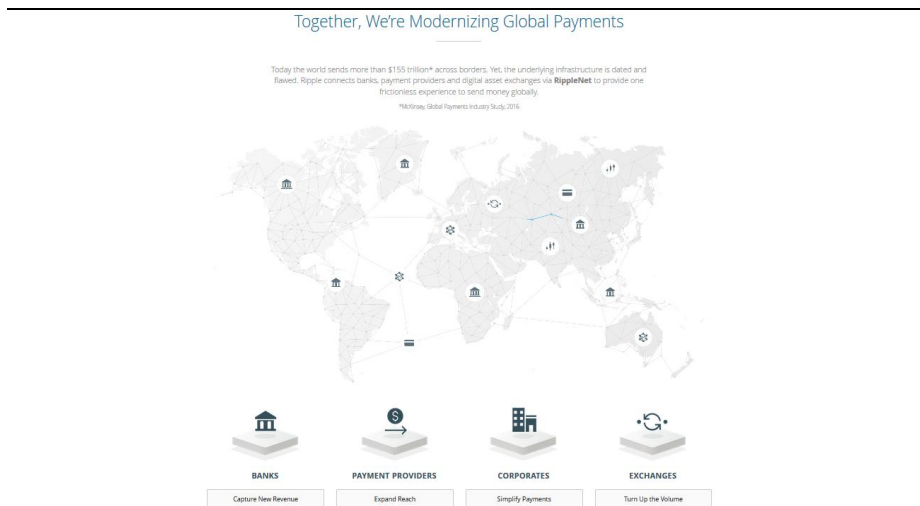 Together, We're Modernizing Global Payments
Today the world sends more than $155 trillion* across borders. Yet, the underlying infrastructure is dated and
flawed. Ripple connects banks, payment providers and digital asset exchanges via RippleNet to provide one
frictionless experience to send money globally.
*McKinsey, Global Payments Industry Study, 2016
BANKS
PAYMENT PROVIDERS
CORPORATES
EXCHANGES
Capture New Revenue
Expand Reach
Simplify Payments
Turn Up the Volume